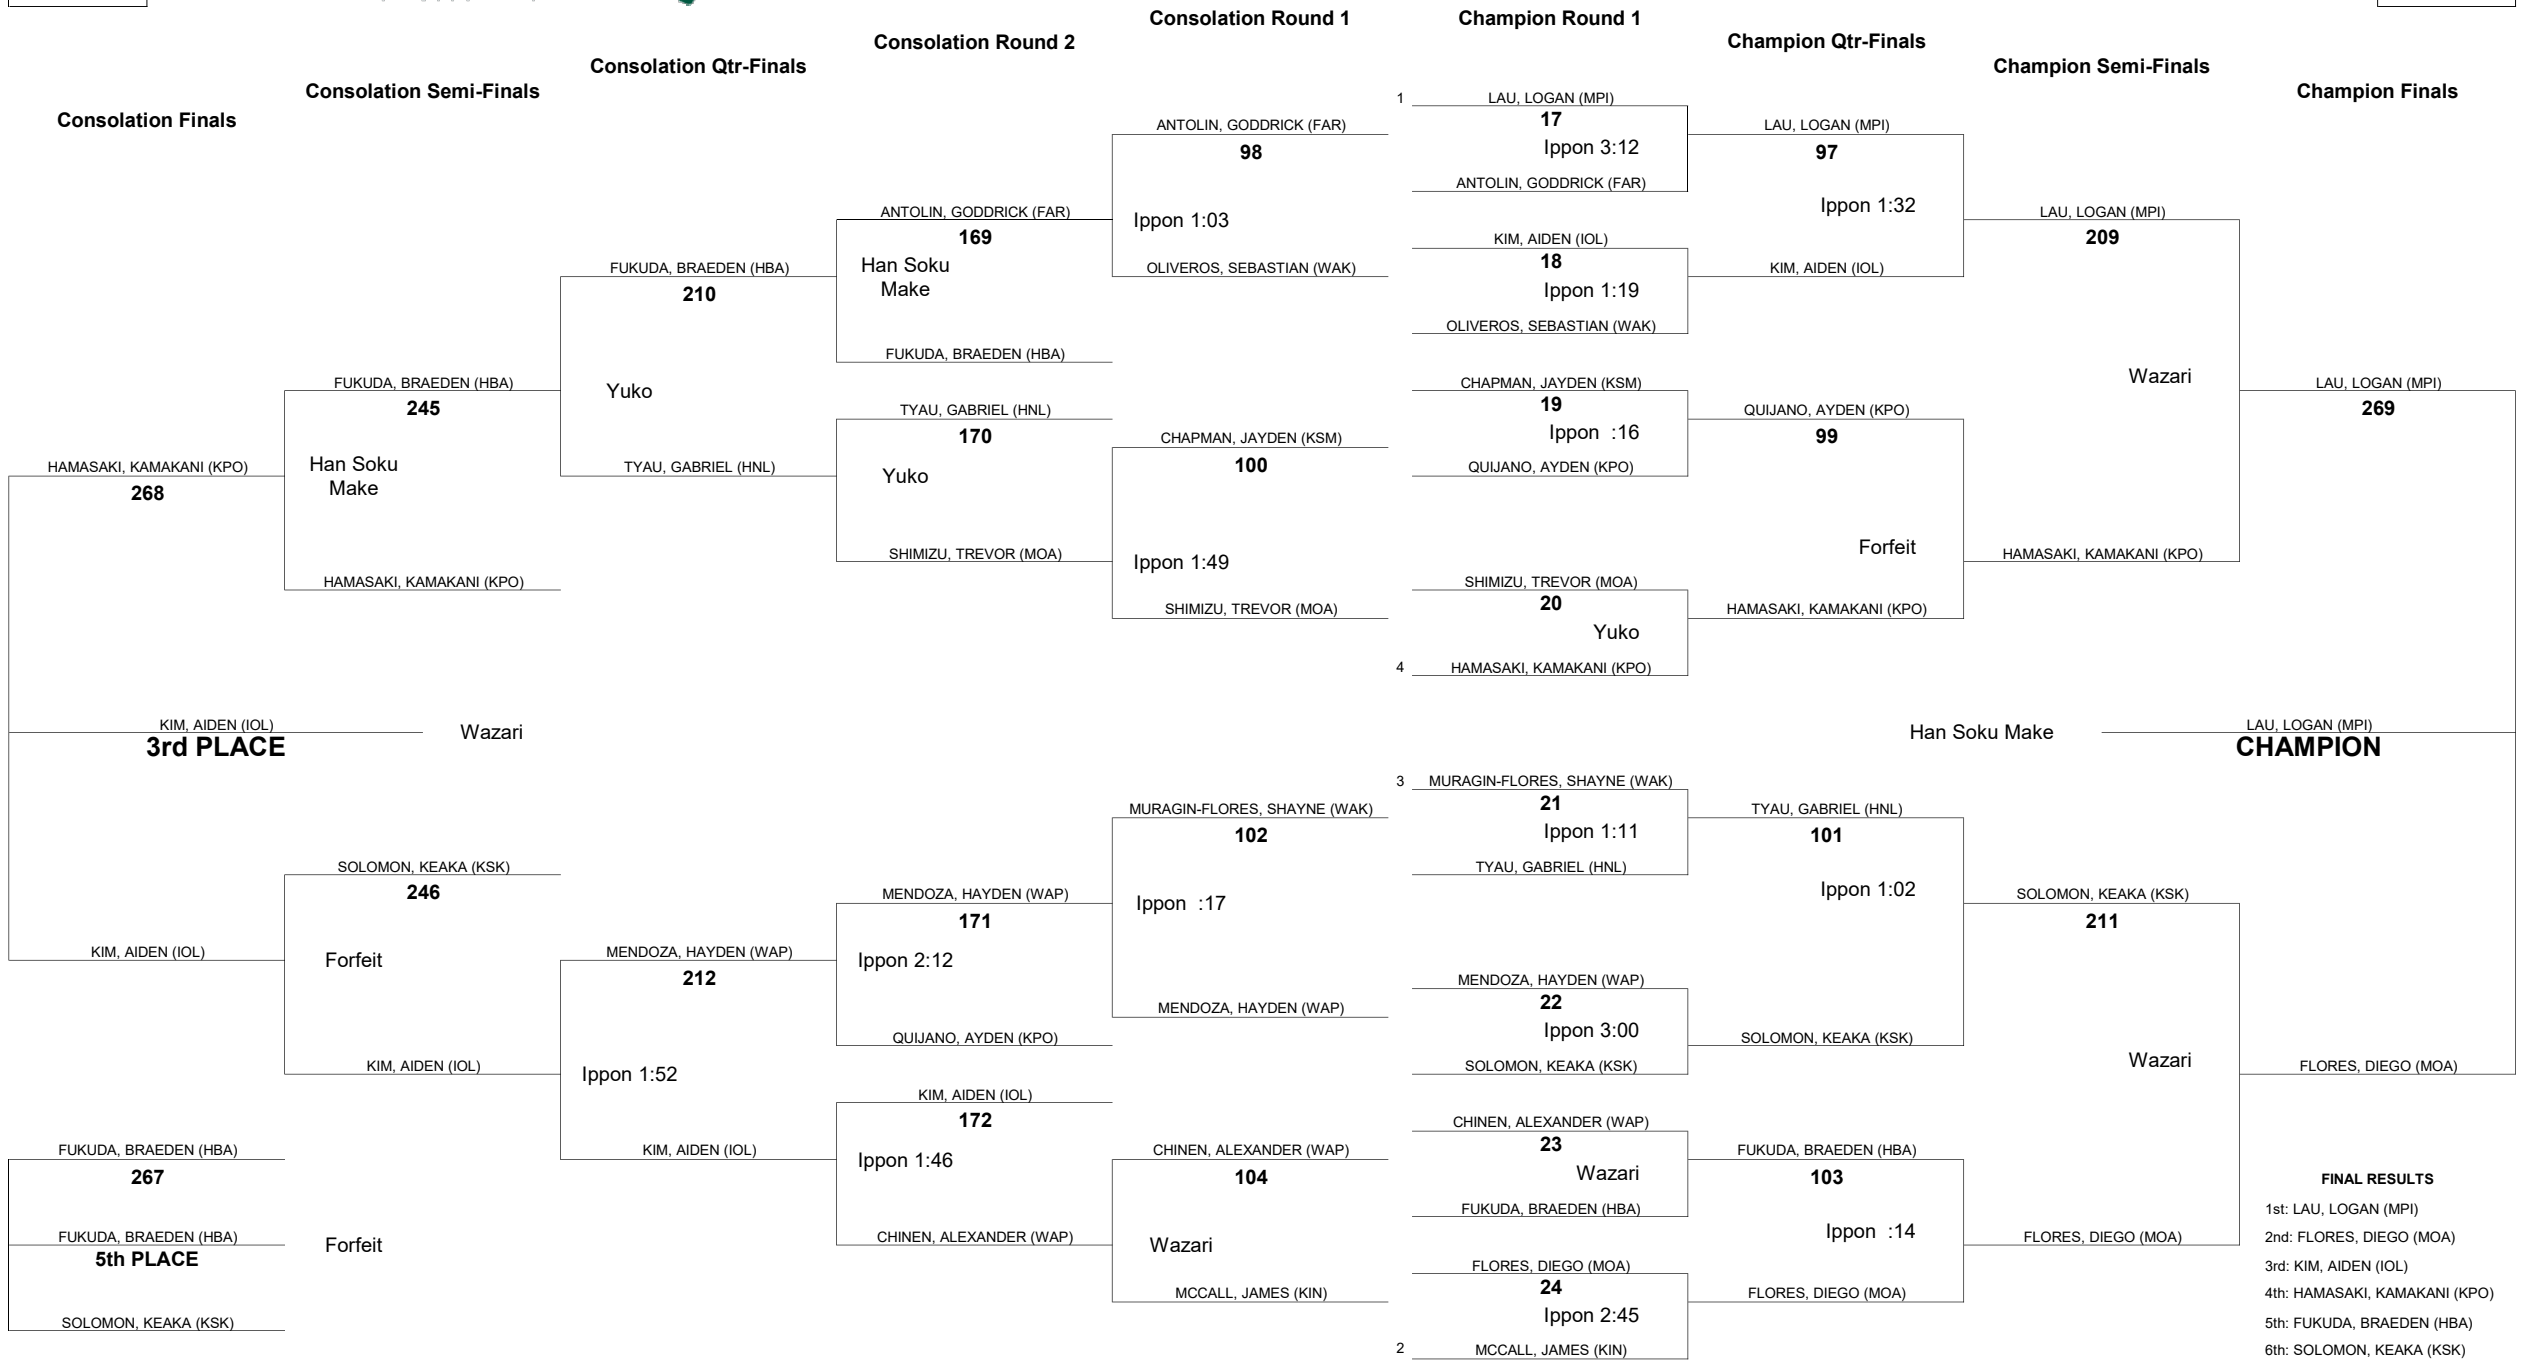 Consolation Round 1
Champion Round 1
Consolation Round 2
Champion Qtr-Finals
Consolation Qtr-Finals
Champion Semi-Finals
Consolation Semi-Finals
Champion Finals
Consolation Finals
HAMASAKI, KAMAKANI (KPO)
268
KIM, AIDEN (IOL)
3rd PLACE
Wazari
KIM, AIDEN (IOL)
FUKUDA, BRAEDEN (HBA)
267
FUKUDA, BRAEDEN (HBA)
5th PLACE
Forfeit
SOLOMON, KEAKA (KSK)
FUKUDA, BRAEDEN (HBA)
245
Han Soku
Make
HAMASAKI, KAMAKANI (KPO)
SOLOMON, KEAKA (KSK)
246
Forfeit
KIM, AIDEN (IOL)
FUKUDA, BRAEDEN (HBA)
210
Yuko
TYAU, GABRIEL (HNL)
MENDOZA, HAYDEN (WAP)
212
Ippon 1:52
KIM, AIDEN (IOL)
ANTOLIN, GODDRICK (FAR)
169
Han Soku
Make
FUKUDA, BRAEDEN (HBA)
TYAU, GABRIEL (HNL)
170
Yuko
SHIMIZU, TREVOR (MOA)
MENDOZA, HAYDEN (WAP)
171
Ippon 2:12
QUIJANO, AYDEN (KPO)
KIM, AIDEN (IOL)
172
Ippon 1:46
CHINEN, ALEXANDER (WAP)
ANTOLIN, GODDRICK (FAR)
98
Ippon 1:03
OLIVEROS, SEBASTIAN (WAK)
CHAPMAN, JAYDEN (KSM)
100
Ippon 1:49
SHIMIZU, TREVOR (MOA)
MURAGIN-FLORES, SHAYNE (WAK)
102
Ippon :17
MENDOZA, HAYDEN (WAP)
CHINEN, ALEXANDER (WAP)
104
Wazari
MCCALL, JAMES (KIN)
1 LAU, LOGAN (MPI)
17
Ippon 3:12
ANTOLIN, GODDRICK (FAR)
KIM, AIDEN (IOL)
18
Ippon 1:19
OLIVEROS, SEBASTIAN (WAK)
CHAPMAN, JAYDEN (KSM)
19
Ippon :16
QUIJANO, AYDEN (KPO)
SHIMIZU, TREVOR (MOA)
20
Yuko
4 HAMASAKI, KAMAKANI (KPO)
3 MURAGIN-FLORES, SHAYNE (WAK)
21
Ippon 1:11
TYAU, GABRIEL (HNL)
MENDOZA, HAYDEN (WAP)
22
Ippon 3:00
SOLOMON, KEAKA (KSK)
CHINEN, ALEXANDER (WAP)
23
Wazari
FUKUDA, BRAEDEN (HBA)
FLORES, DIEGO (MOA)
24
Ippon 2:45
2 MCCALL, JAMES (KIN)
LAU, LOGAN (MPI)
97
Ippon 1:32
KIM, AIDEN (IOL)
QUIJANO, AYDEN (KPO)
99
Forfeit
HAMASAKI, KAMAKANI (KPO)
TYAU, GABRIEL (HNL)
101
Ippon 1:02
SOLOMON, KEAKA (KSK)
FUKUDA, BRAEDEN (HBA)
103
Ippon :14
FLORES, DIEGO (MOA)
LAU, LOGAN (MPI)
209
Wazari
HAMASAKI, KAMAKANI (KPO)
SOLOMON, KEAKA (KSK)
211
Wazari
FLORES, DIEGO (MOA)
LAU, LOGAN (MPI)
269
Han Soku Make
LAU, LOGAN (MPI)
CHAMPION
FLORES, DIEGO (MOA)
FINAL RESULTS
1st: LAU, LOGAN (MPI)
2nd: FLORES, DIEGO (MOA)
3rd: KIM, AIDEN (IOL)
4th: HAMASAKI, KAMAKANI (KPO)
5th: FUKUDA, BRAEDEN (HBA)
6th: SOLOMON, KEAKA (KSK)